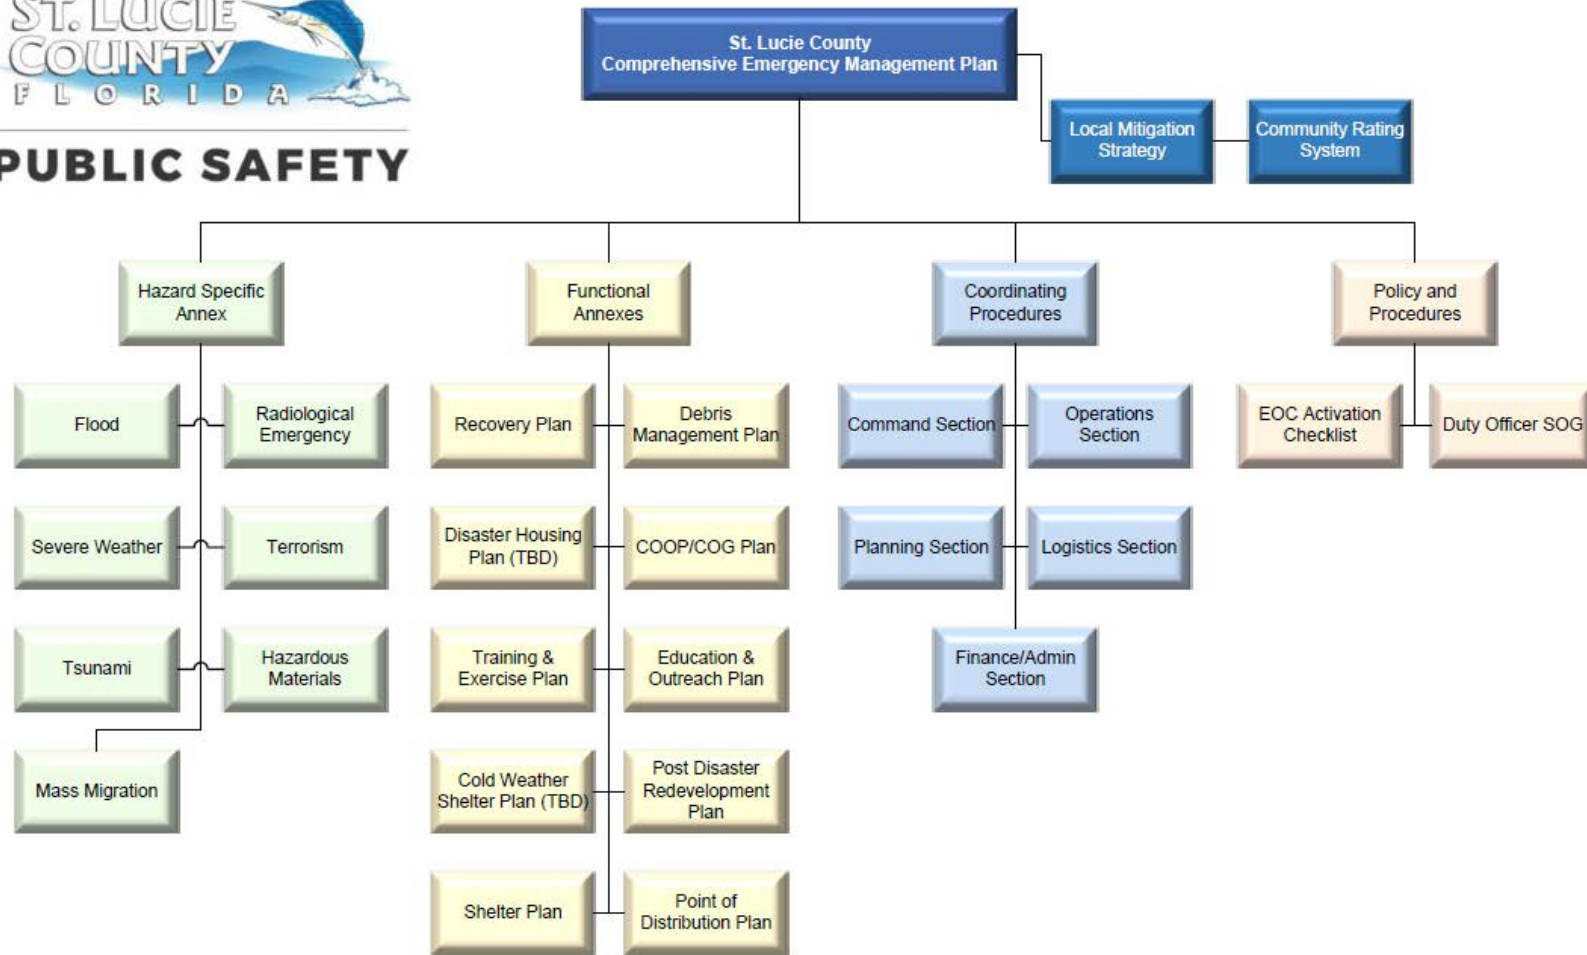 ST. LUCIE
COUNTY
FLORIDA
PUBLIC SAFETY
St. Lucie County
Comprehensive Emergency Management Plan
Local Mitigation
Strategy
Community Rating
System
Hazard Specific
Annex
Functional
Annexes
Coordinating
Procedures
Policy and
Procedures
Flood
Radiological
Emergency
Severe Weather
Terrorism
Tsunami
Hazardous
Materials
Mass Migration
Recovery Plan
Debris
Management Plan
Disaster Housing
Plan (TBD)
COOP/COG Plan
Training &
Exercise Plan
Education &
Outreach Plan
Cold Weather
Shelter Plan (TBD)
Post Disaster
Redevelopment
Plan
Shelter Plan
Point of
Distribution Plan
Command Section
Operations
Section
Planning Section
Logistics Section
Finance/Admin
Section
EOC Activation
Checklist
Duty Officer SOG